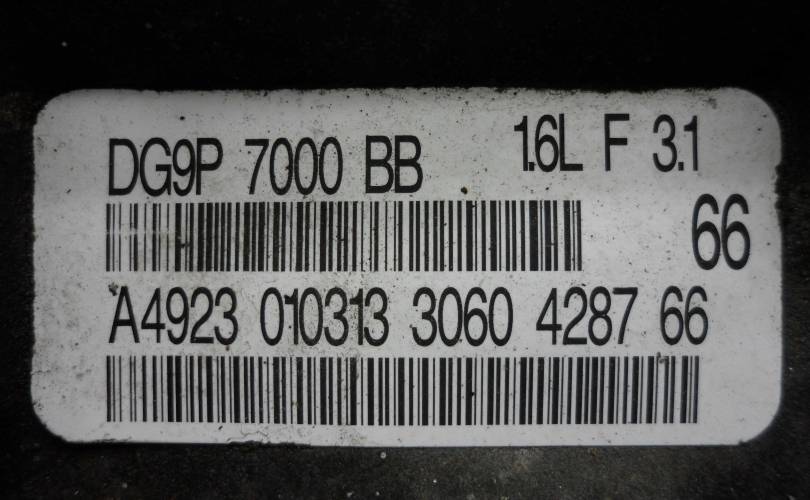 DG9P 7000 BB 1.6L F 3.1
66
A4923 010313 3060 4287 66